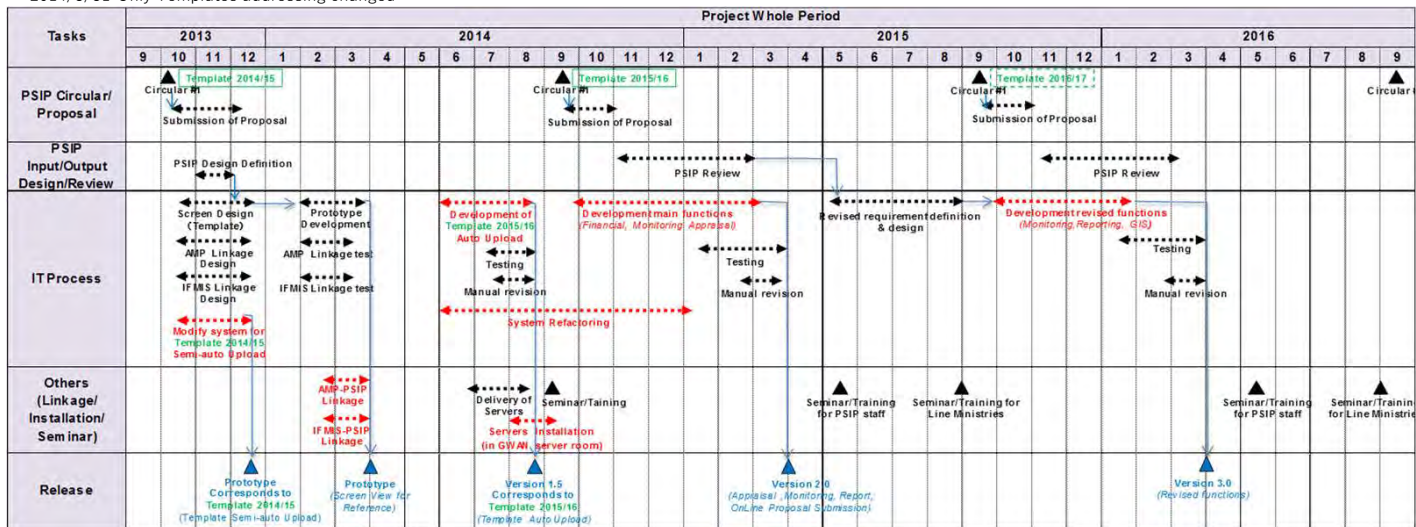 Project Whole Period
Tasks
2013 2014 2015 2016
9 10 11 12 1 2 3 4 5 6 7 8 9 10 11 12 1 2 3 4 5 6 7 8 9 10 11 12 1 2 3 4 5 6 7 8 9
PSIP Circular/
Proposal
Template 2014/15
Circular #1
Submission of Proposal
Template 2015/16
Circular #1
Submission of Proposal
Template 2016/17
Circular #1
Submission of Proposal
Circular
PSIP
Input/Output
Design/Review
PSIP Design Definition
PSIP Review
PSIP Review
IT Process
Screen Design
(Template)
AMP Linkage
Design
IFMIS Linkage
Design
Modify system for
Template 2014/15
Semi-auto Upload
Prototype
Development
AMP Linkage test
IFMIS Linkage test
Development of
Template 2015/16
Auto Upload
Testing
Manual revision
System Refactoring
Development main functions
(Financial, Monitoring Appraisal)
Testing
Manual revision
Revised requirement definition
& design
Development revised functions
(Monitoring,Reporting, GIS)
Testing
Manual revision
Others
(Linkage/
Installation/
Seminar)
AMP-PSIP
Linkage
IFMIS-PSIP
Linkage
Delivery of
Servers
Seminar/Taining
Servers Installation
(in GWAN, server room)
Seminar/Training
for PSIP staff
Seminar/Training for
Line Ministries
Seminar/Training
for PSIP staff
Seminar/Training
for Line Ministries
Release
Prototype
Corresponds to
Template 2014/15
(Template Semi-auto Upload)
Prototype
(Screen View for
Reference)
Version 1.5
Corresponds to
Template 2015/16
(Template Auto Upload)
Version 2.0
(Appraisal ,Monitoring, Report,
OnLine Proposal Submission)
Version 3.0
(Revised functions)